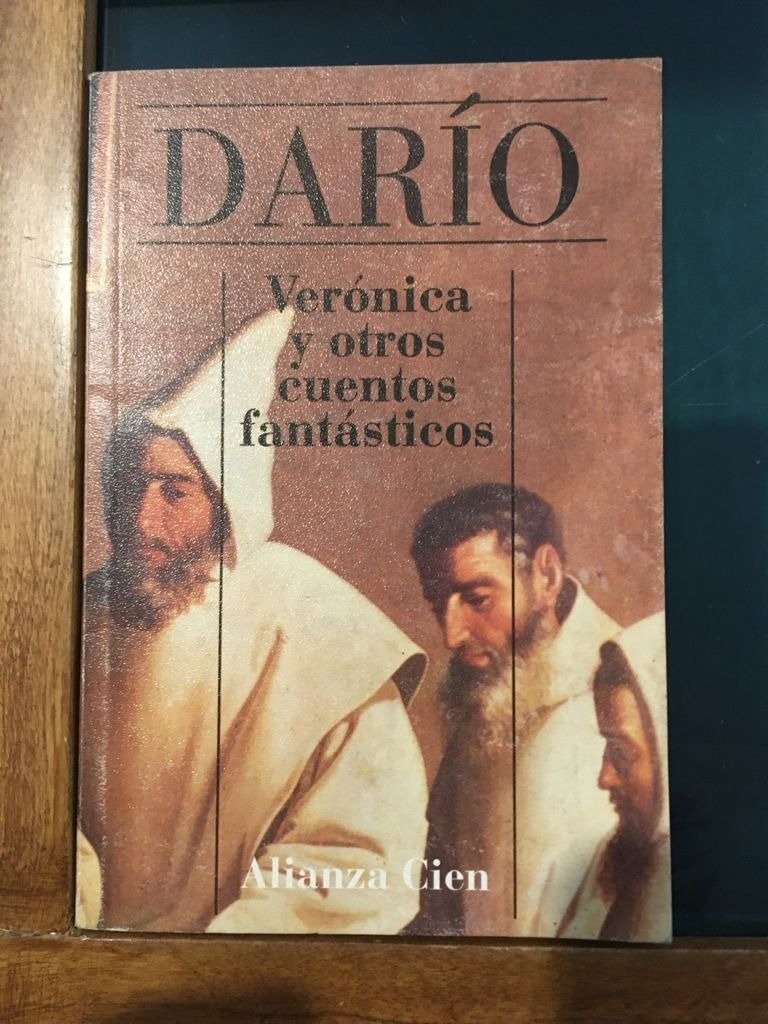 DARÍO
Verónica
y otros
cuentos
fantásticos
Alianza Cien